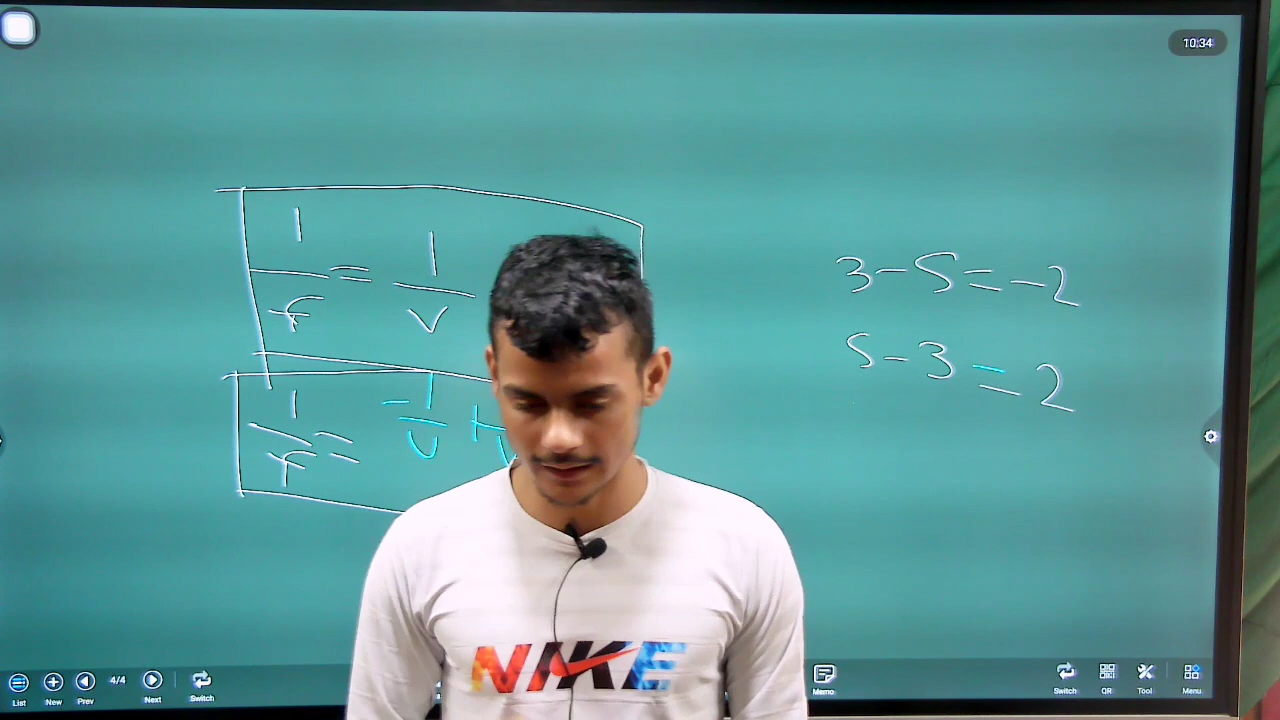 10:34
1/f = 1/v
3 - 5 = -2
1/f = -1/u +
5 - 3 = 2
NIKE
List New Prev 4/4 Next Switch Memo Switch QR Tool Menu